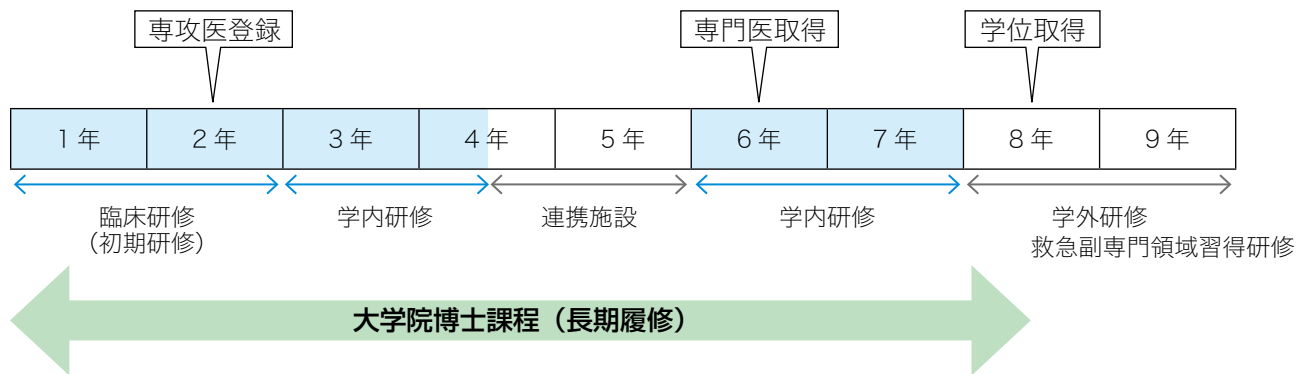 専攻医登録
専門医取得
学位取得
1年
2年
3年
4年
5年
6年
7年
8年
9年
臨床研修
（初期研修）
学内研修
連携施設
学内研修
学外研修
救急副専門領域習得研修
大学院博士課程（長期履修）